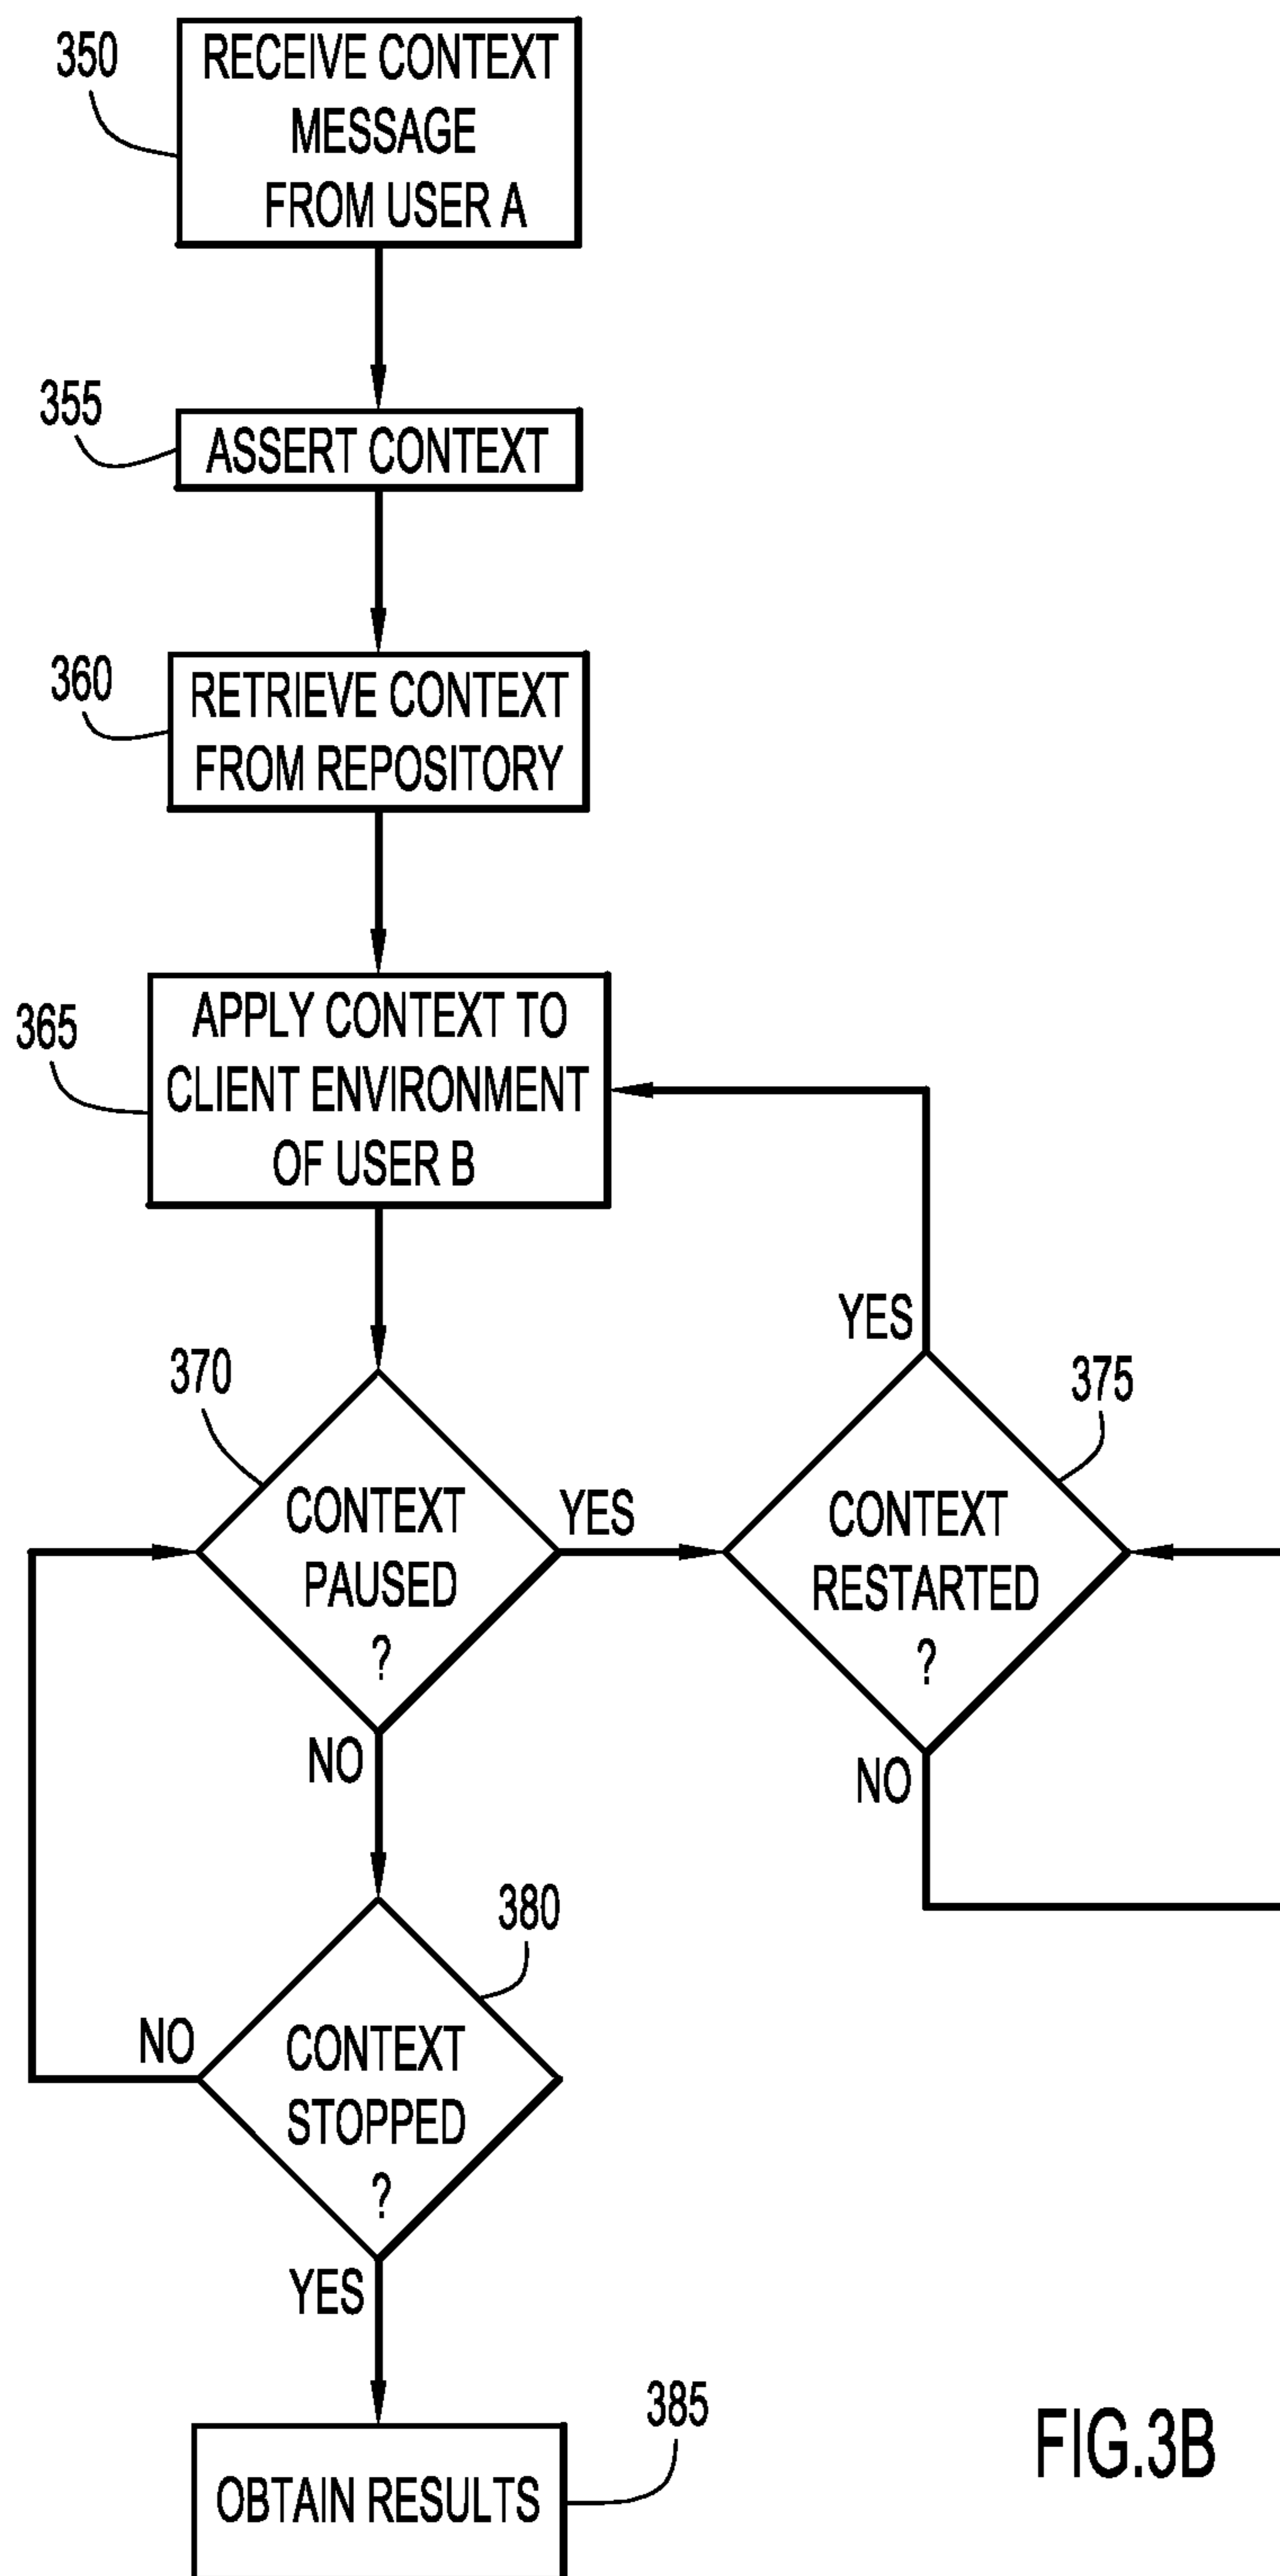 350
RECEIVE CONTEXT
MESSAGE
FROM USER A
355
ASSERT CONTEXT
360
RETRIEVE CONTEXT
FROM REPOSITORY
365
APPLY CONTEXT TO
CLIENT ENVIRONMENT
OF USER B
YES
370
375
CONTEXT
PAUSED
?
YES
CONTEXT
RESTARTED
?
NO
NO
380
NO
CONTEXT
STOPPED
?
YES
385
OBTAIN RESULTS
FIG.3B